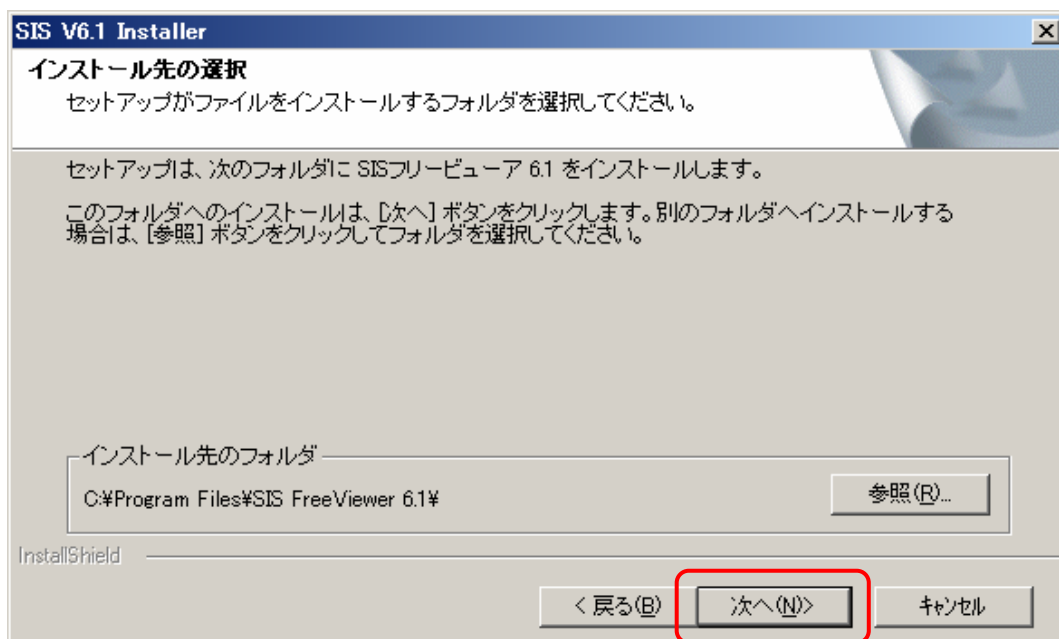 SIS V6.1 Installer
インストール先の選択
セットアップがファイルをインストールするフォルダを選択してください。
セットアップは、次のフォルダに SISフリービューア 6.1 をインストールします。
このフォルダへのインストールは、[次へ] ボタンをクリックします。別のフォルダへインストールする
場合は、[参照] ボタンをクリックしてフォルダを選択してください。
インストール先のフォルダ
C:¥Program Files¥SIS FreeViewer 6.1¥
参照(R)...
InstallShield
< 戻る(B)
次へ(N)>
キャンセル